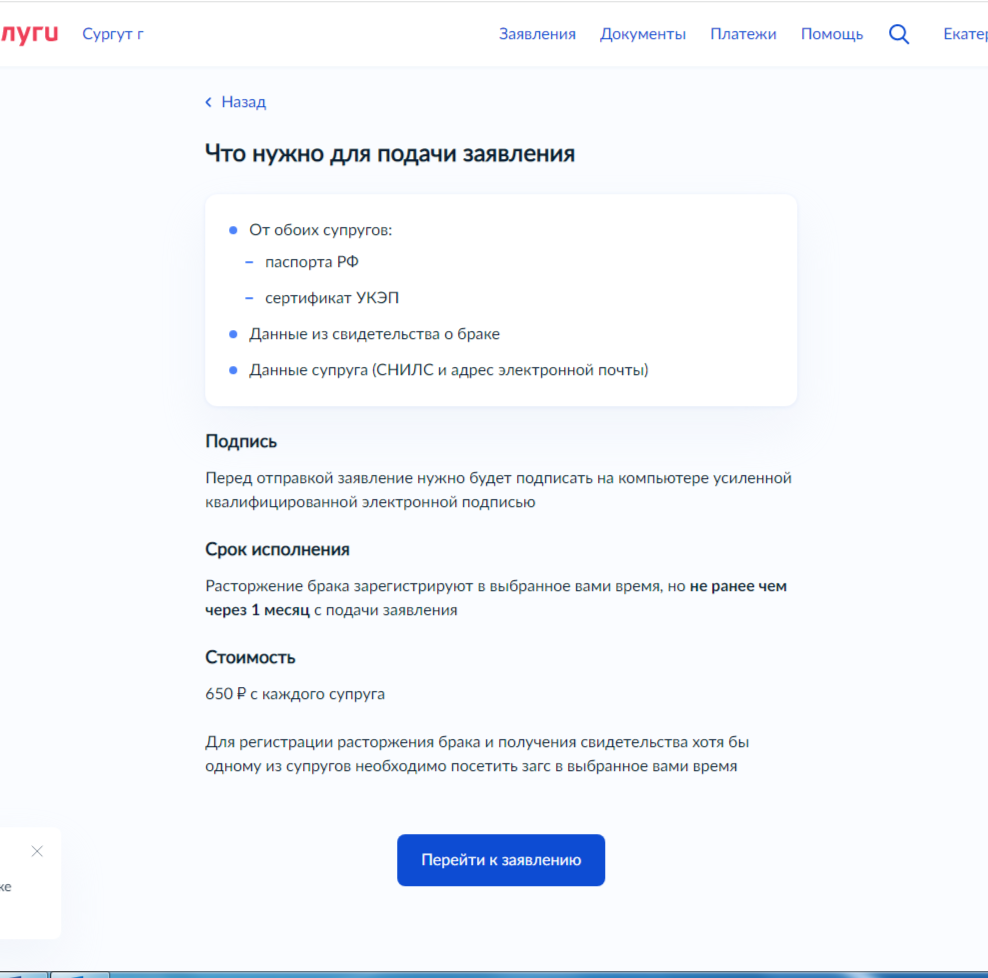 луги Сургут г Заявления Документы Платежи Помощь Екатер
Назад
Что нужно для подачи заявления
От обоих супругов:
– паспорта РФ
– сертификат УКЭП
Данные из свидетельства о браке
Данные супруга (СНИЛС и адрес электронной почты)
Подпись
Перед отправкой заявление нужно будет подписать на компьютере усиленной
квалифицированной электронной подписью
Срок исполнения
Расторжение брака зарегистрируют в выбранное вами время, но не ранее чем
через 1 месяц с подачи заявления
Стоимость
650 ₽ с каждого супруга
Для регистрации расторжения брака и получения свидетельства хотя бы
одному из супругов необходимо посетить загс в выбранное вами время
Перейти к заявлению
ке